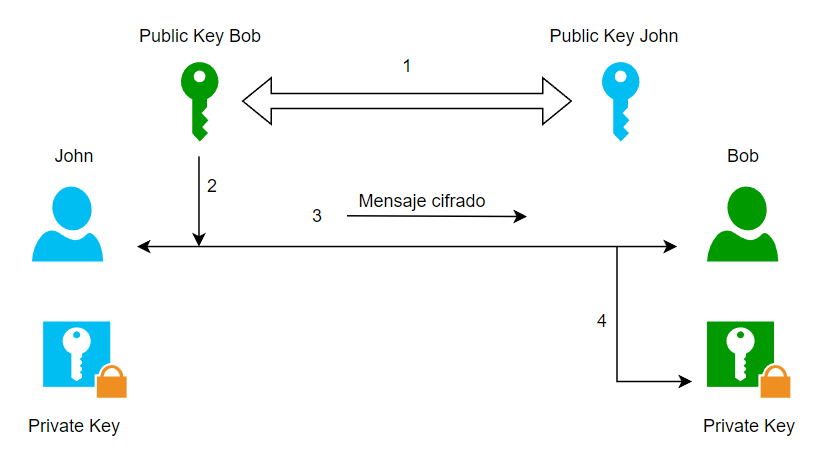 Public Key Bob
Public Key John
1
John
Bob
2
Mensaje cifrado
3
4
Private Key
Private Key